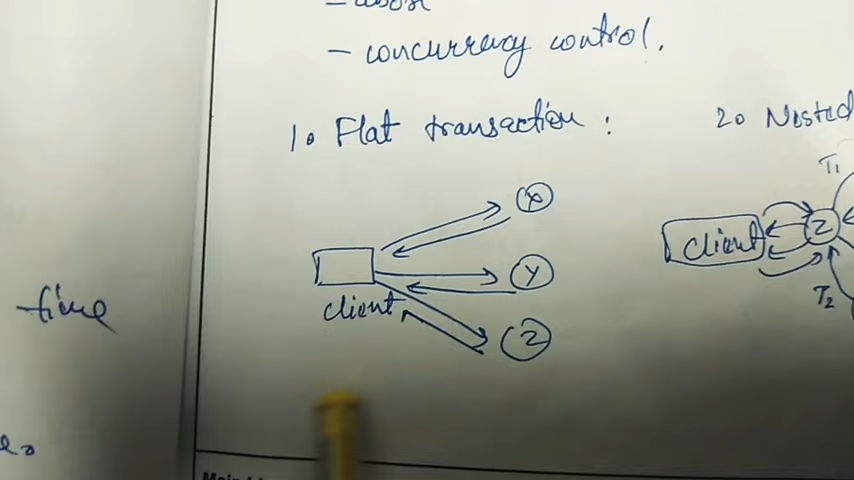 - concurrency control.
1. Flat transaction :
2. Nested
T1
X
client
Z
Y
client
T2
Z
time